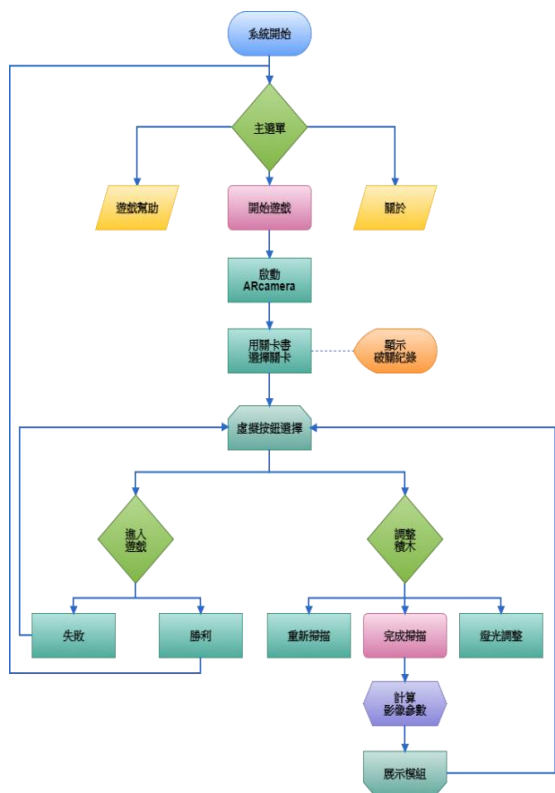 系統開始
主選單
遊戲幫助
開始遊戲
關於
啟動
ARcamera
用關卡書
選擇關卡
顯示
破關紀錄
虛擬按鈕選擇
進入
遊戲
調整
積木
失敗
勝利
重新掃描
完成掃描
燈光調整
計算
影像參數
展示模組